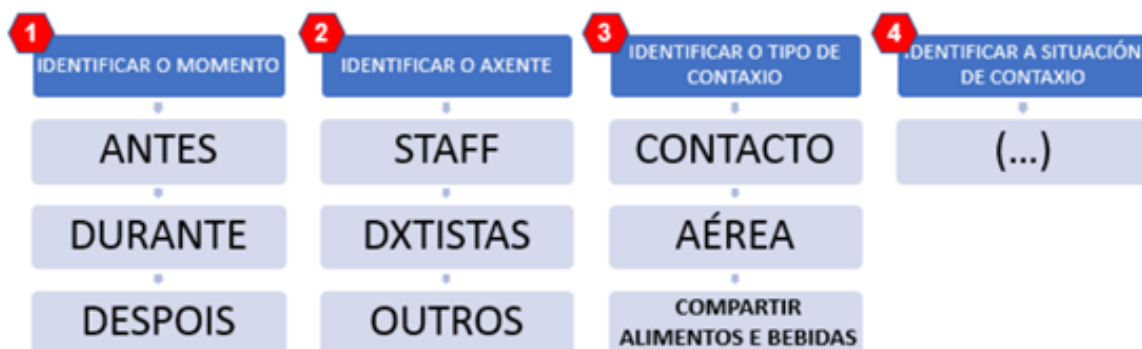 1
IDENTIFICAR O MOMENTO
ANTES
DURANTE
DESPOIS
2
IDENTIFICAR O AXENTE
STAFF
DXTISTAS
OUTROS
3
IDENTIFICAR O TIPO DE
CONTAXIO
CONTACTO
AÉREA
COMPARTIR
ALIMENTOS E BEBIDAS
4
IDENTIFICAR A SITUACIÓN
DE CONTAXIO
(...)